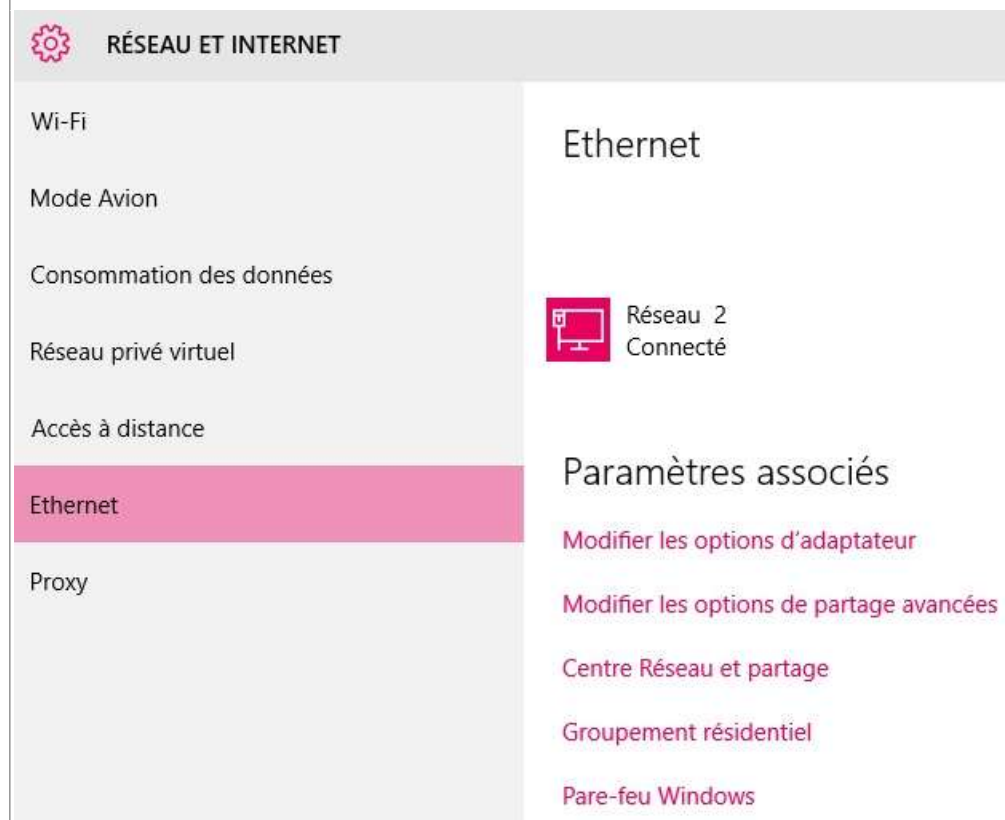 RÉSEAU ET INTERNET
Wi-Fi
Mode Avion
Consommation des données
Réseau privé virtuel
Accès à distance
Ethernet
Proxy
Ethernet
Réseau 2
Connecté
Paramètres associés
Modifier les options d’adaptateur
Modifier les options de partage avancées
Centre Réseau et partage
Groupement résidentiel
Pare-feu Windows